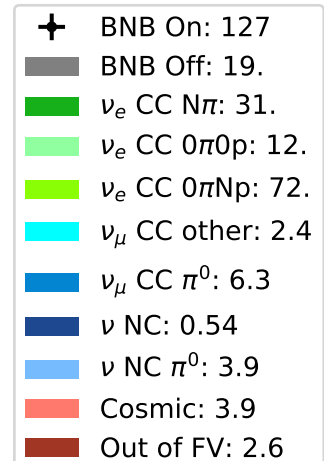 BNB On: 127
BNB Off: 19.
νₑ CC Nπ: 31.
νₑ CC 0π0p: 12.
νₑ CC 0πNp: 72.
ν_μ CC other: 2.4
ν_μ CC π⁰: 6.3
ν NC: 0.54
ν NC π⁰: 3.9
Cosmic: 3.9
Out of FV: 2.6